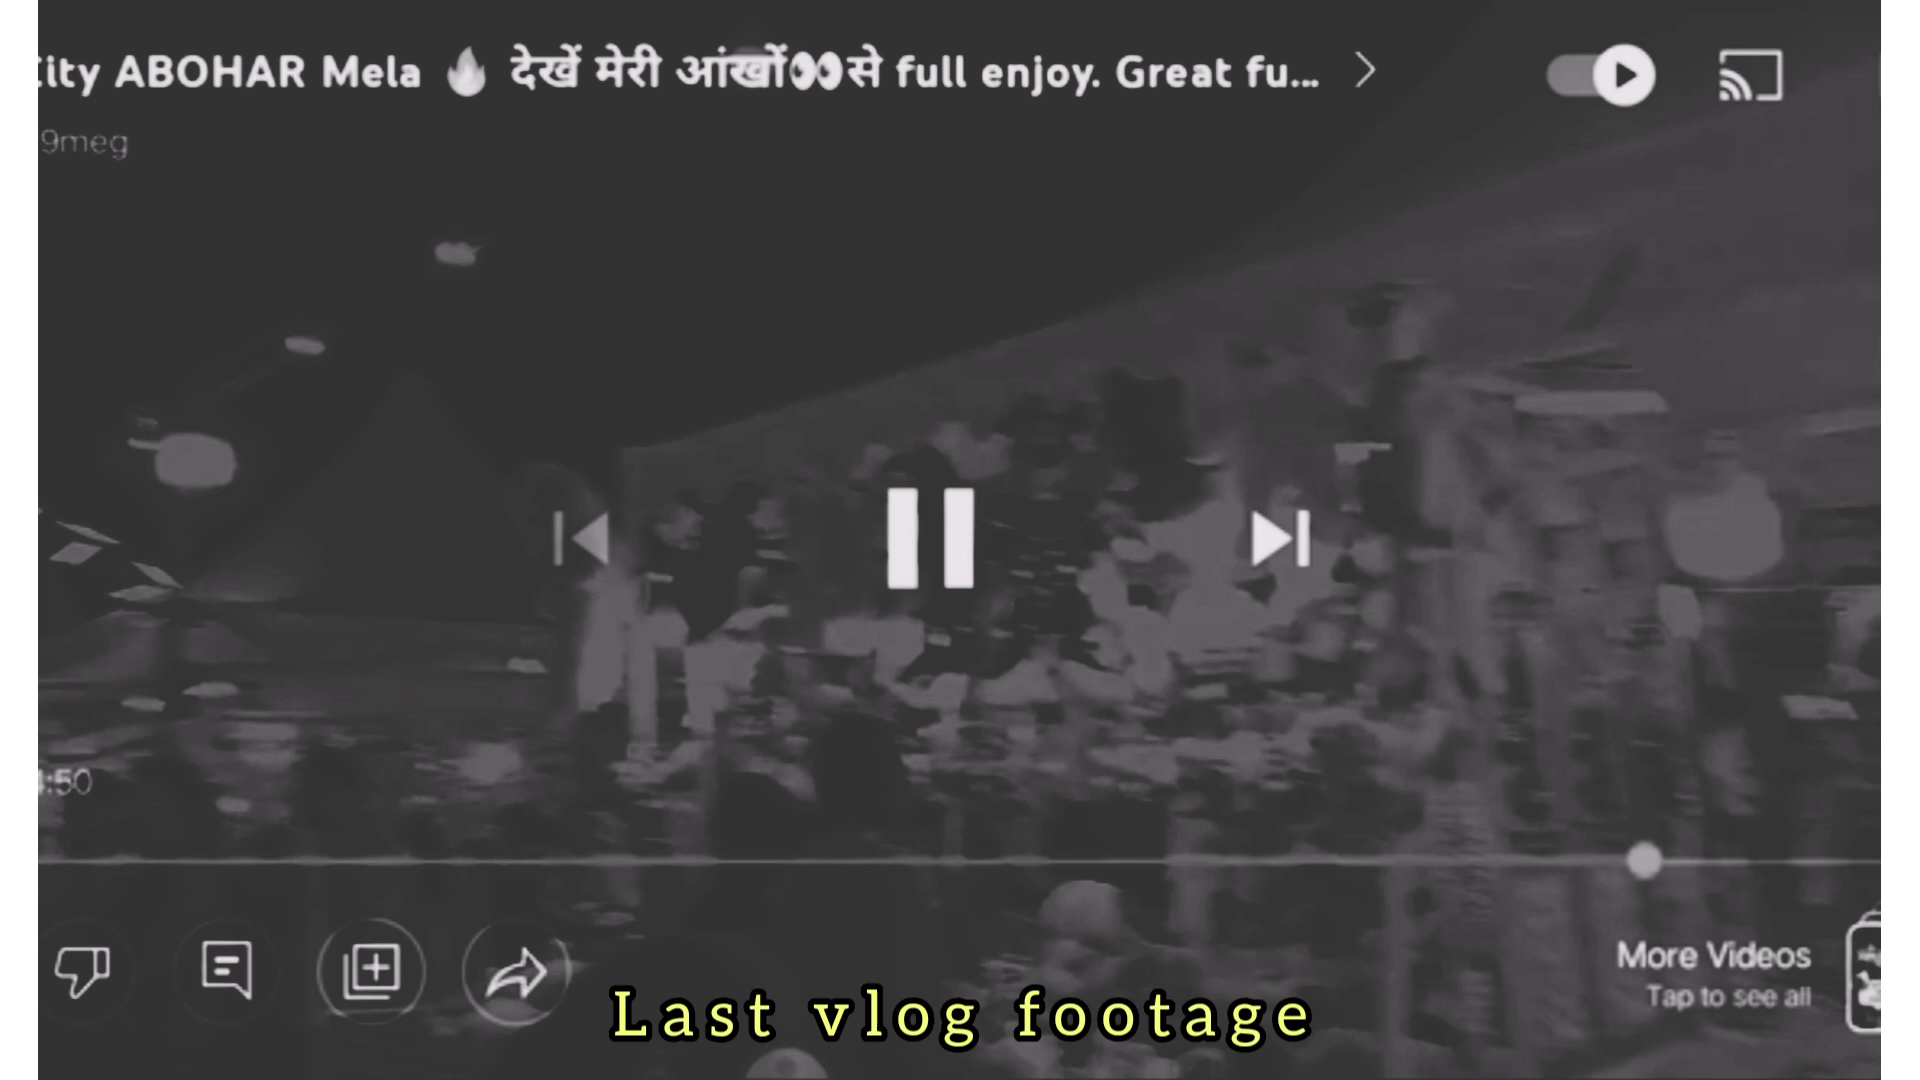 ity ABOHAR Mela 🔥 देखें मेरी आंखों👀से full enjoy. Great fu...
9meg
:50
More Videos
Tap to see all
Last vlog footage